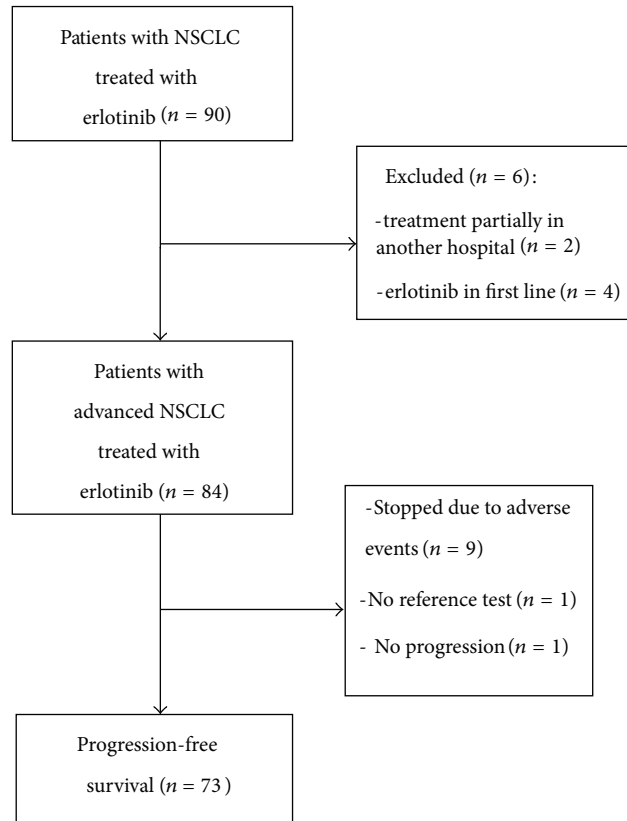 Patients with NSCLC
treated with
erlotinib (n = 90)
Excluded (n = 6):
-treatment partially in
another hospital (n = 2)
-erlotinib in first line (n = 4)
Patients with
advanced NSCLC
treated with
erlotinib (n = 84)
-Stopped due to adverse
events (n = 9)
-No reference test (n = 1)
- No progression (n = 1)
Progression-free
survival (n = 73)